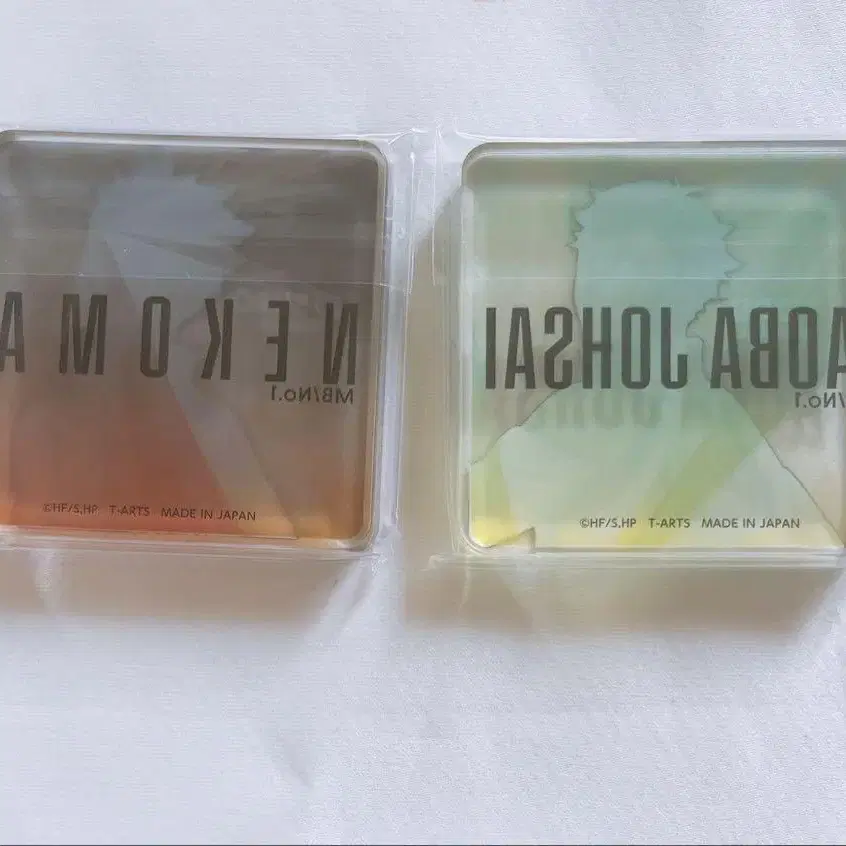 NEKOMA
MB/No.1
©HF/S,HP T-ARTS MADE IN JAPAN
AOBA JOHSAI
/No.1
©HF/S.HP T-ARTS MADE IN JAPAN